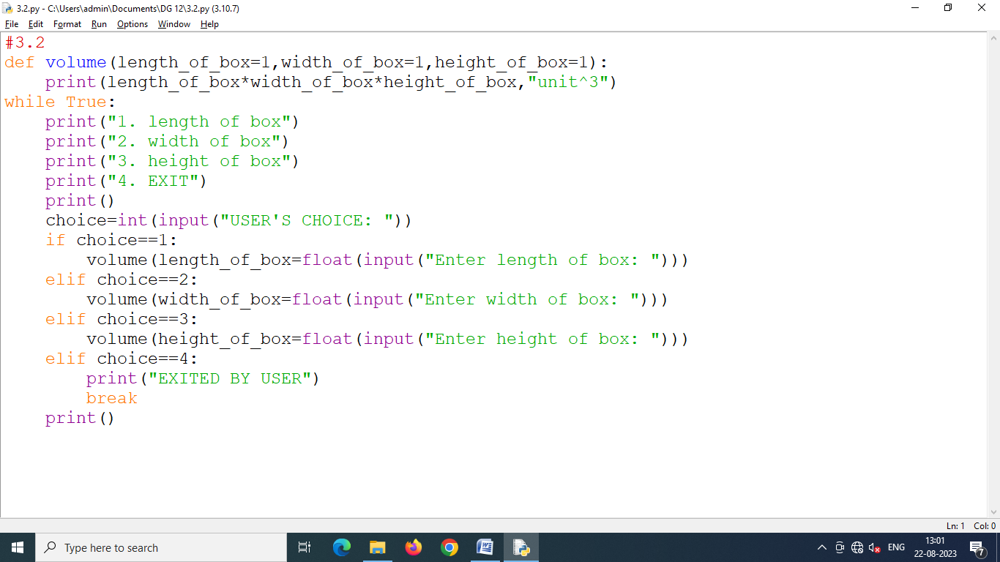 3.2.py - C:\Users\admin\Documents\DG 12\3.2.py (3.10.7)
File Edit Format Run Options Window Help
#3.2
def volume(length_of_box=1,width_of_box=1,height_of_box=1):
    print(length_of_box*width_of_box*height_of_box,"unit^3")
while True:
    print("1. length of box")
    print("2. width of box")
    print("3. height of box")
    print("4. EXIT")
    print()
    choice=int(input("USER'S CHOICE: "))
    if choice==1:
        volume(length_of_box=float(input("Enter length of box: ")))
    elif choice==2:
        volume(width_of_box=float(input("Enter width of box: ")))
    elif choice==3:
        volume(height_of_box=float(input("Enter height of box: ")))
    elif choice==4:
        print("EXITED BY USER")
        break
    print()
Ln: 1 Col: 0
Type here to search
ENG
13:01
22-08-2023
7